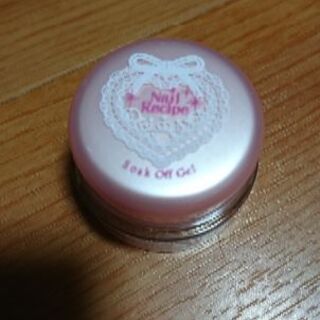 Nail
Recipe
Soak Off Gel